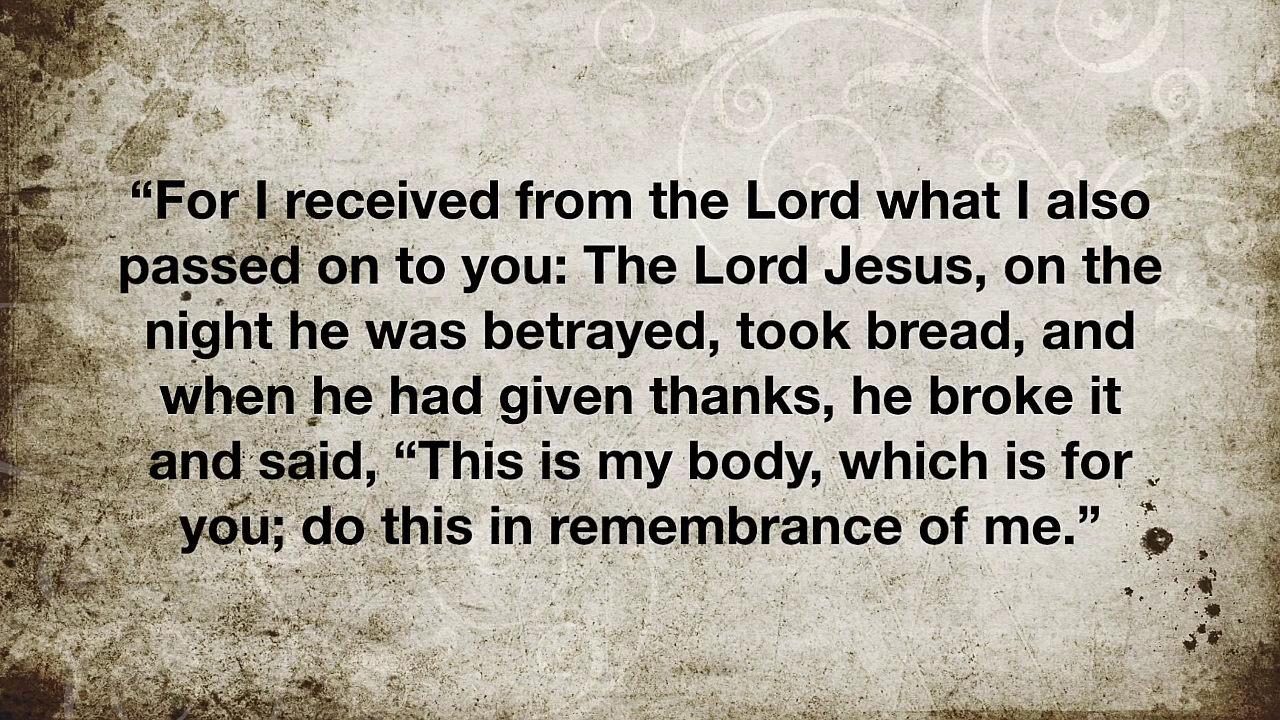 “For I received from the Lord what I also
passed on to you: The Lord Jesus, on the
night he was betrayed, took bread, and
when he had given thanks, he broke it
and said, “This is my body, which is for
you; do this in remembrance of me.”